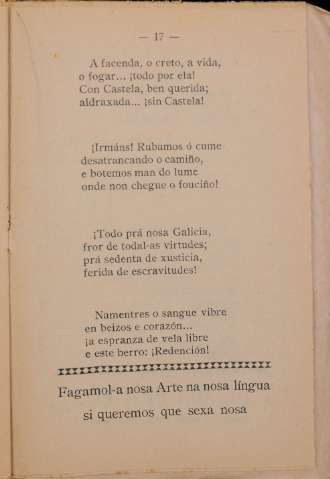 — 17 —
A facenda, o creto, a vida,
o fogar... ¡todo por ela!
Con Castela, ben querida;
aldraxada... ¡sin Castela!
¡Irmáns! Rubamos ó cume
desatrancando o camiño,
e botemos man do lume
onde non chegue o fouciño!
¡Todo prá nosa Galicia,
fror de todal-as virtudes;
prá sedenta de xusticia,
ferida de escravitudes!
Namentres o sangue vibre
en beizos e corazón...
¡a espranza de vela libre
e este berro: ¡Redención!
Fagamol-a nosa Arte na nosa língua
si queremos que sexa nosa